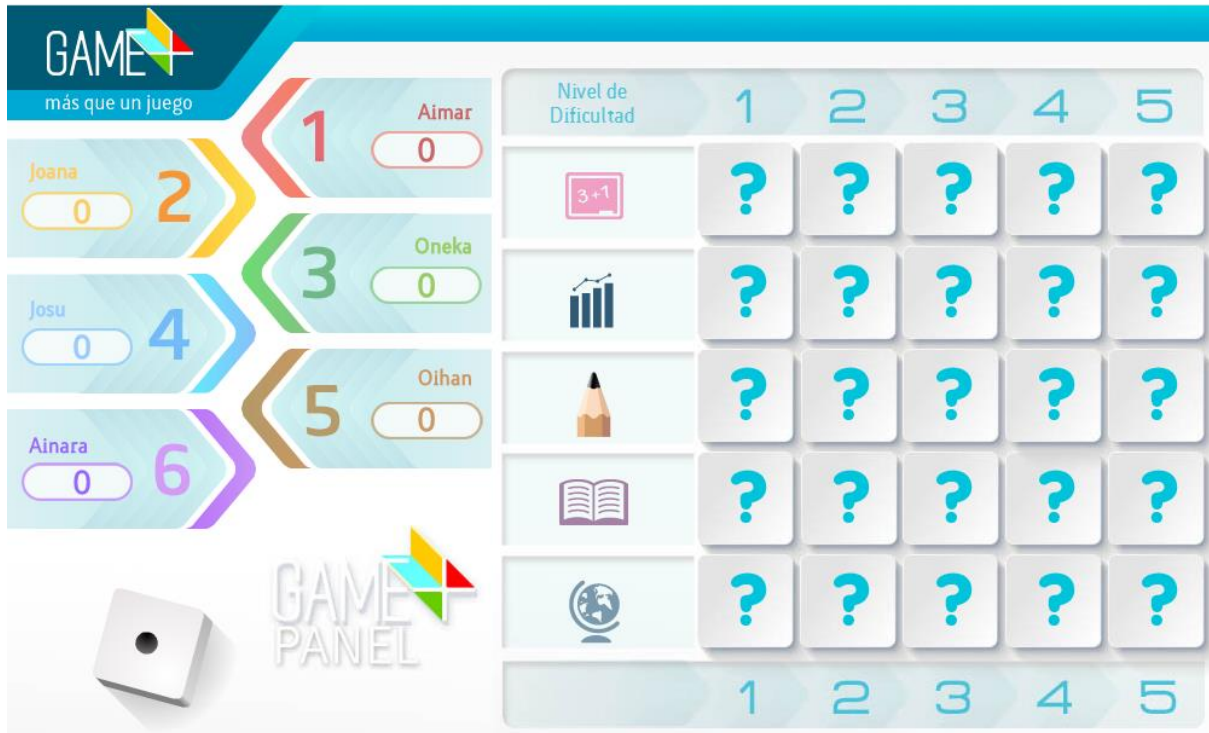 GAME
más que un juego
1
Aimar
0
Joana
0
2
3
Oneka
0
Josu
0
4
5
Oihan
0
Ainara
0
6
GAME
PANEL
Nivel de
Dificultad
1 2 3 4 5
3+1
? ? ? ? ?
? ? ? ? ?
? ? ? ? ?
? ? ? ? ?
? ? ? ? ?
1 2 3 4 5